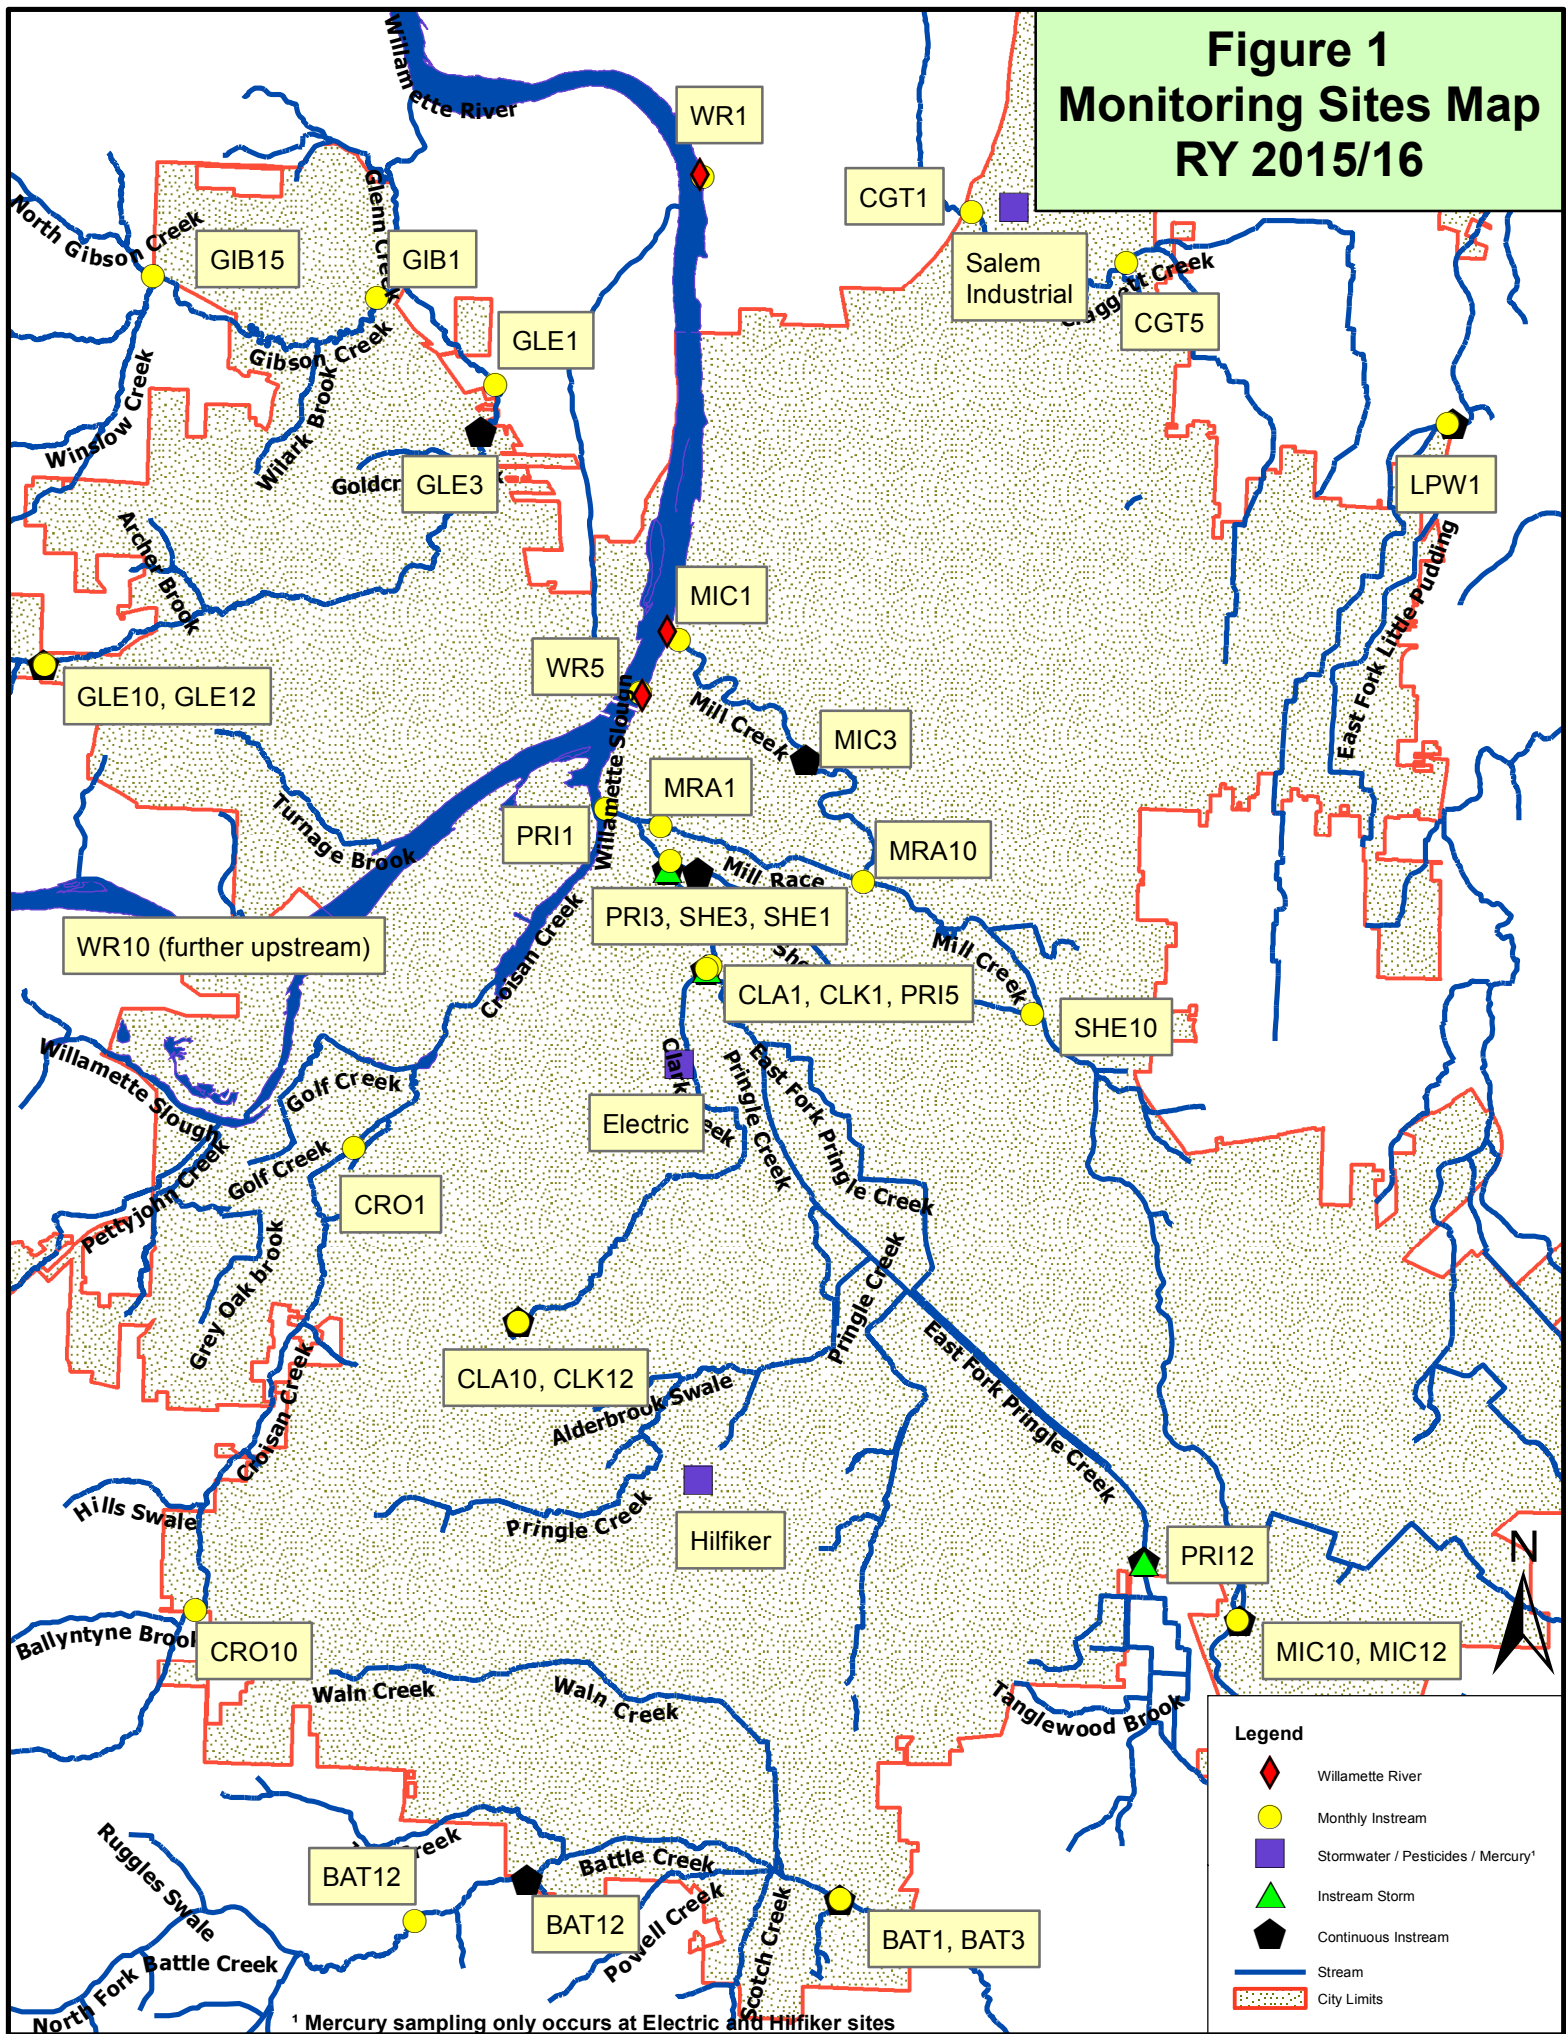 Figure 1
Monitoring Sites Map
RY 2015/16
Willamette River
WR1
CGT1
Salem
Industrial
Claggett Creek
CGT5
North Gibson Creek
GIB15
Glenn Creek
GIB1
GLE1
Gibson Creek
Winslow Creek
Wilark Brook
GLE3
LPW1
Archer Brook
East Fork Little Pudding
MIC1
WR5
GLE10, GLE12
Mill Creek
MIC3
Willamette Slough
MRA1
PRI1
Turnage Brook
MRA10
Mill Race
PRI3, SHE3, SHE1
WR10 (further upstream)
Croisan Creek
Mill Creek
CLA1, CLK1, PRI5
SHE10
Willamette Slough
Golf Creek
Clark
eek
Electric
Pringle Creek
East Fork Pringle Creek
Golf Creek
Pettyjohn Creek
CRO1
Grey Oak brook
Pringle Creek
East Fork Pringle Creek
CLA10, CLK12
Alderbrook Swale
Croisan Creek
Hills Swale
Pringle Creek
Hilfiker
PRI12
N
CRO10
Ballyntyne Brook
MIC10, MIC12
Waln Creek
Waln Creek
Tanglewood Brook
Creek
BAT12
Battle Creek
Ruggles Swale
BAT12
Powell Creek
Scotch Creek
BAT1, BAT3
Battle Creek
North Fork
Legend
Willamette River
Monthly Instream
Stormwater / Pesticides / Mercury¹
Instream Storm
Continuous Instream
Stream
City Limits
¹ Mercury sampling only occurs at Electric and Hilfiker sites